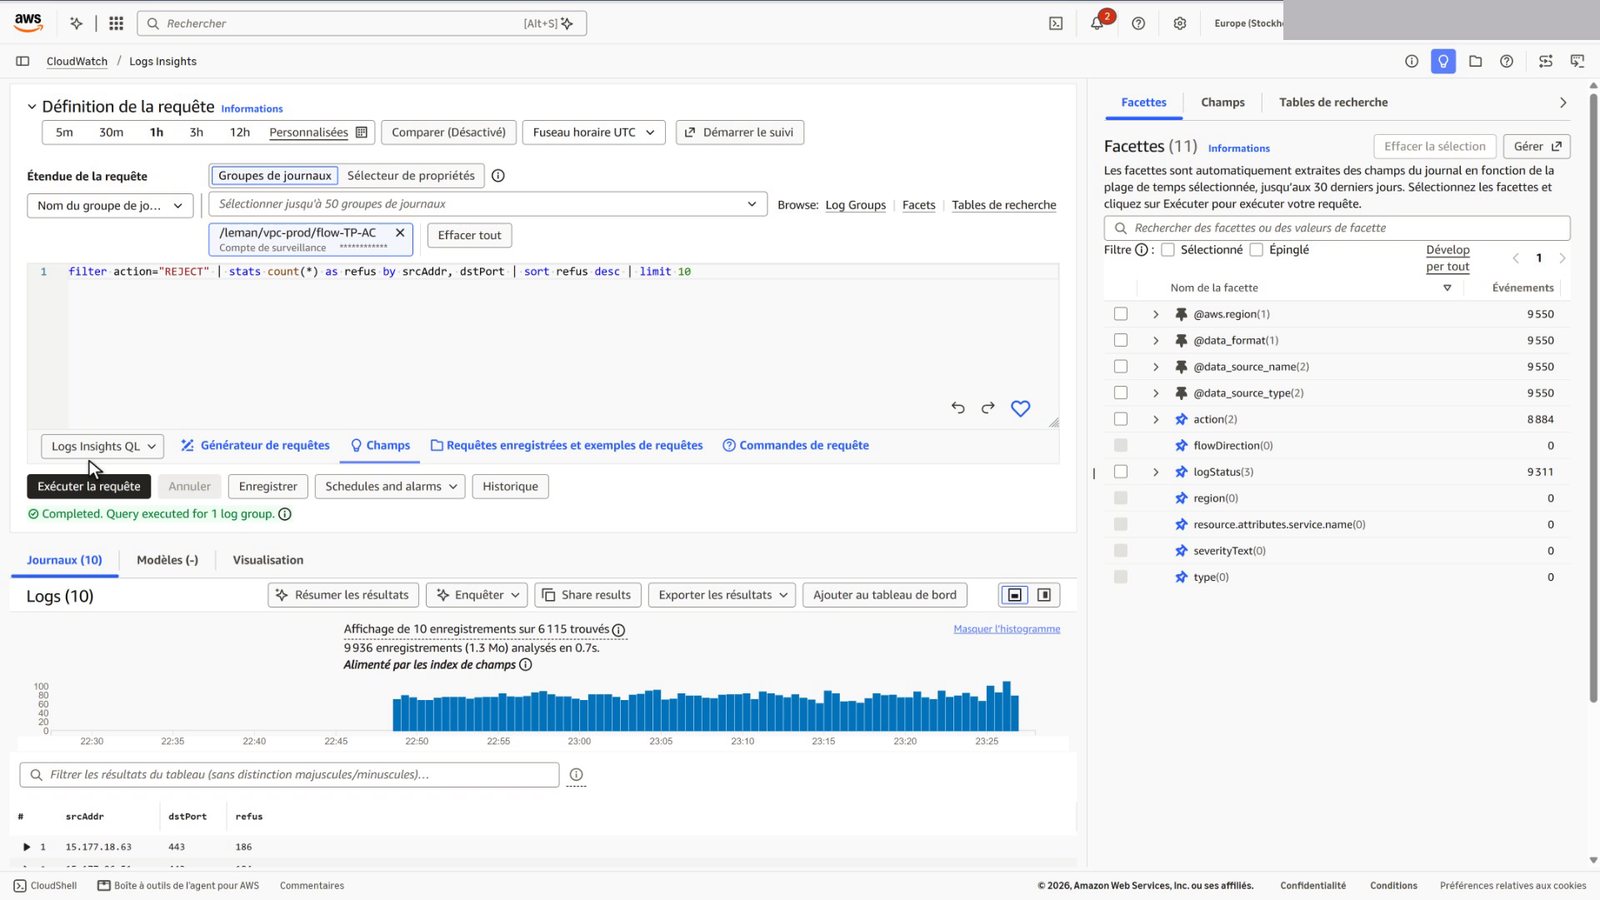 aws
Rechercher [Alt+S]
2
Europe (Stockh
CloudWatch / Logs Insights
Définition de la requête Informations
5m 30m 1h 3h 12h Personnalisées
Comparer (Désactivé)
Fuseau horaire UTC
Démarrer le suivi
Étendue de la requête
Groupes de journaux Sélecteur de propriétés
Nom du groupe de jo...
Sélectionner jusqu'à 50 groupes de journaux
Browse: Log Groups Facets Tables de recherche
/leman/vpc-prod/flow-TP-AC
Compte de surveillance ************
Effacer tout
1 filter action="REJECT" | stats count(*) as refus by srcAddr, dstPort | sort refus desc | limit 10
Logs Insights QL
Générateur de requêtes
Champs
Requêtes enregistrées et exemples de requêtes
Commandes de requête
Exécuter la requête
Annuler
Enregistrer
Schedules and alarms
Historique
Completed. Query executed for 1 log group.
Journaux (10) Modèles (-) Visualisation
Logs (10)
Résumer les résultats
Enquêter
Share results
Exporter les résultats
Ajouter au tableau de bord
Affichage de 10 enregistrements sur 6 115 trouvés
Masquer l'histogramme
9 936 enregistrements (1.3 Mo) analysés en 0.7s.
Alimenté par les index de champs
100
80
60
40
20
0
22:30 22:35 22:40 22:45 22:50 22:55 23:00 23:05 23:10 23:15 23:20 23:25
Filtrer les résultats du tableau (sans distinction majuscules/minuscules)...
# srcAddr dstPort refus
1 15.177.18.63 443 186
Facettes Champs Tables de recherche
Facettes (11) Informations
Effacer la sélection
Gérer
Les facettes sont automatiquement extraites des champs du journal en fonction de la
plage de temps sélectionnée, jusqu'aux 30 derniers jours. Sélectionnez les facettes et
cliquez sur Exécuter pour exécuter votre requête.
Rechercher des facettes ou des valeurs de facette
Filtre : Sélectionné Épinglé
Dévelop
per tout
1
Nom de la facette Événements
@aws.region(1) 9 550
@data_format(1) 9 550
@data_source_name(2) 9 550
@data_source_type(2) 9 550
action(2) 8 884
flowDirection(0) 0
logStatus(3) 9 311
region(0) 0
resource.attributes.service.name(0) 0
severityText(0) 0
type(0) 0
CloudShell
Boîte à outils de l'agent pour AWS
Commentaires
© 2026, Amazon Web Services, Inc. ou ses affiliés.
Confidentialité
Conditions
Préférences relatives aux cookies